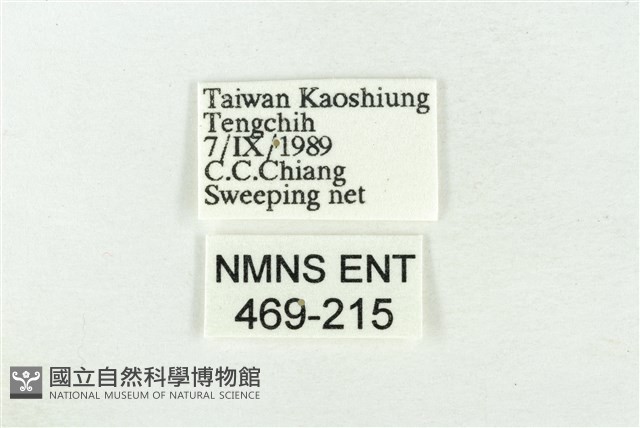 Taiwan Kaoshiung
Tengchih
7/IX/1989
C.C.Chiang
Sweeping net
NMNS ENT
469-215
國立自然科學博物館
NATIONAL MUSEUM OF NATURAL SCIENCE